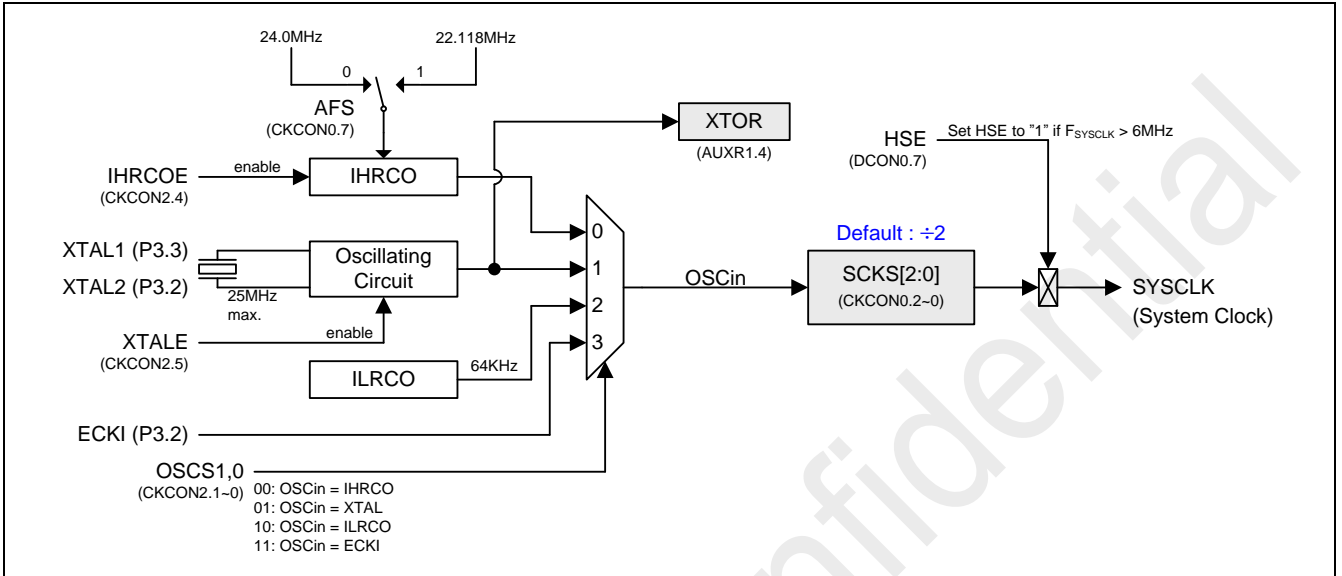 24.0MHz
22.118MHz
0
1
AFS
(CKCON0.7)
XTOR
(AUXR1.4)
HSE
(DCON0.7)
Set HSE to "1" if FSYSCLK > 6MHz
IHRCOE
(CKCON2.4)
enable
IHRCO
XTAL1 (P3.3)
XTAL2 (P3.2)
25MHz
max.
Oscillating
Circuit
0
1
2
3
OSCin
Default : ÷2
SCKS[2:0]
(CKCON0.2~0)
SYSCLK
(System Clock)
XTALE
(CKCON2.5)
enable
ILRCO
64KHz
ECKI (P3.2)
OSCS1,0
(CKCON2.1~0)
00: OSCin = IHRCO
01: OSCin = XTAL
10: OSCin = ILRCO
11: OSCin = ECKI
nfidential